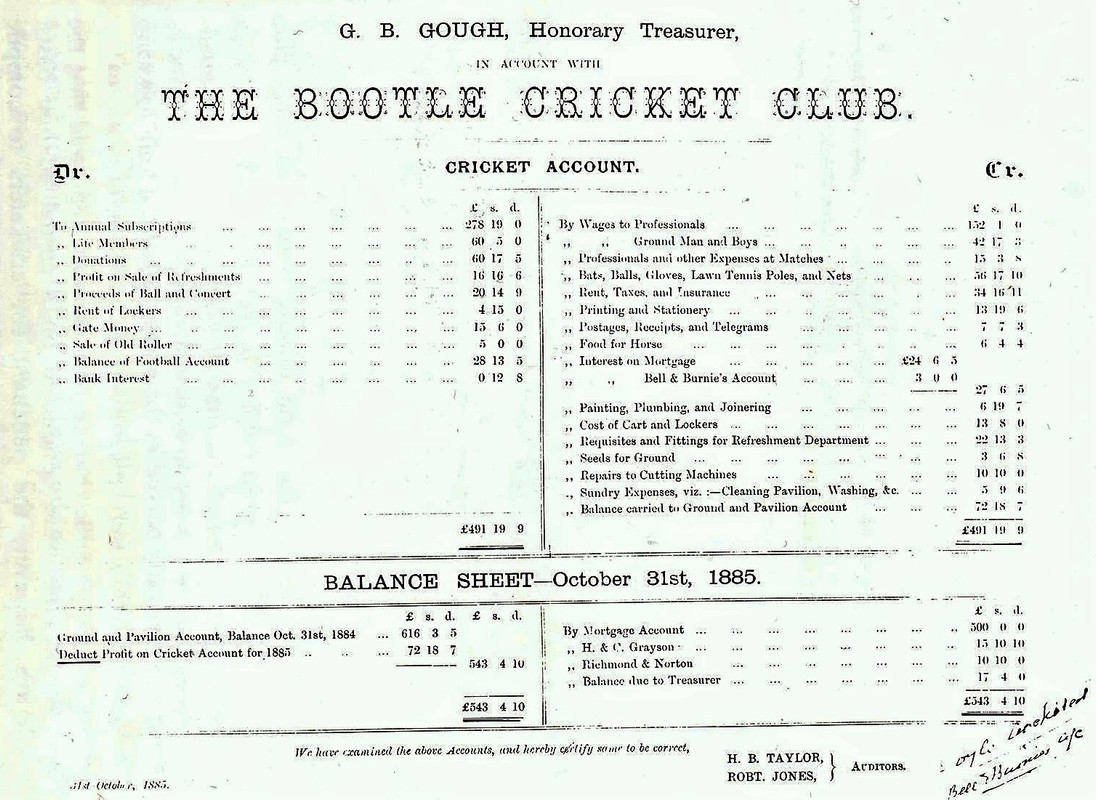 G. B. GOUGH, Honorary Treasurer,
IN ACCOUNT WITH
THE BOOTLE CRICKET CLUB.
Dr. CRICKET ACCOUNT. Cr.
£ s. d.
To Annual Subscriptions ... 278 19 0
„ Life Members ... 60 5 0
„ Donations ... 60 17 5
„ Profit on Sale of Refreshments ... 16 16 6
„ Proceeds of Ball and Concert ... 20 14 9
„ Rent of Lockers ... 4 15 0
„ Gate Money ... 15 6 0
„ Sale of Old Roller ... 5 0 0
„ Balance of Football Account ... 28 13 5
„ Bank Interest ... 0 12 8
£491 19 9
£ s. d.
By Wages to Professionals ... 152 1 0
„ „ Ground Man and Boys ... 42 17 3
„ Professionals and other Expenses at Matches ... 15 3 8
„ Bats, Balls, Gloves, Lawn Tennis Poles, and Nets ... 56 17 10
„ Rent, Taxes, and Insurance ... 34 16 11
„ Printing and Stationery ... 13 19 6
„ Postages, Receipts, and Telegrams ... 7 7 3
„ Food for Horse ... 6 4 4
„ Interest on Mortgage ... £24 6 5
„ „ Bell & Burnie's Account 3 0 0
27 6 5
„ Painting, Plumbing, and Joinering ... 6 19 7
„ Cost of Cart and Lockers ... 13 8 0
„ Requisites and Fittings for Refreshment Department ... 22 13 3
„ Seeds for Ground ... 3 6 8
„ Repairs to Cutting Machines ... 10 10 0
„ Sundry Expenses, viz. :—Cleaning Pavilion, Washing, &c. ... 5 9 6
„ Balance carried to Ground and Pavilion Account ... 72 18 7
£491 19 9
BALANCE SHEET—October 31st, 1885.
£ s. d. £ s. d.
Ground and Pavilion Account, Balance Oct. 31st, 1884 ... 616 3 5
Deduct Profit on Cricket Account for 1885 ... 72 18 7
543 4 10
£543 4 10
£ s. d.
By Mortgage Account ... 500 0 0
„ H. & C. Grayson ... 15 10 10
„ Richmond & Norton ... 10 10 0
„ Balance due to Treasurer ... 17 4 0
£543 4 10
We have examined the above Accounts, and hereby certify same to be correct,
H. B. TAYLOR,
ROBT. JONES, } AUDITORS.
31st October, 1885.
Bell & Burnies a/c